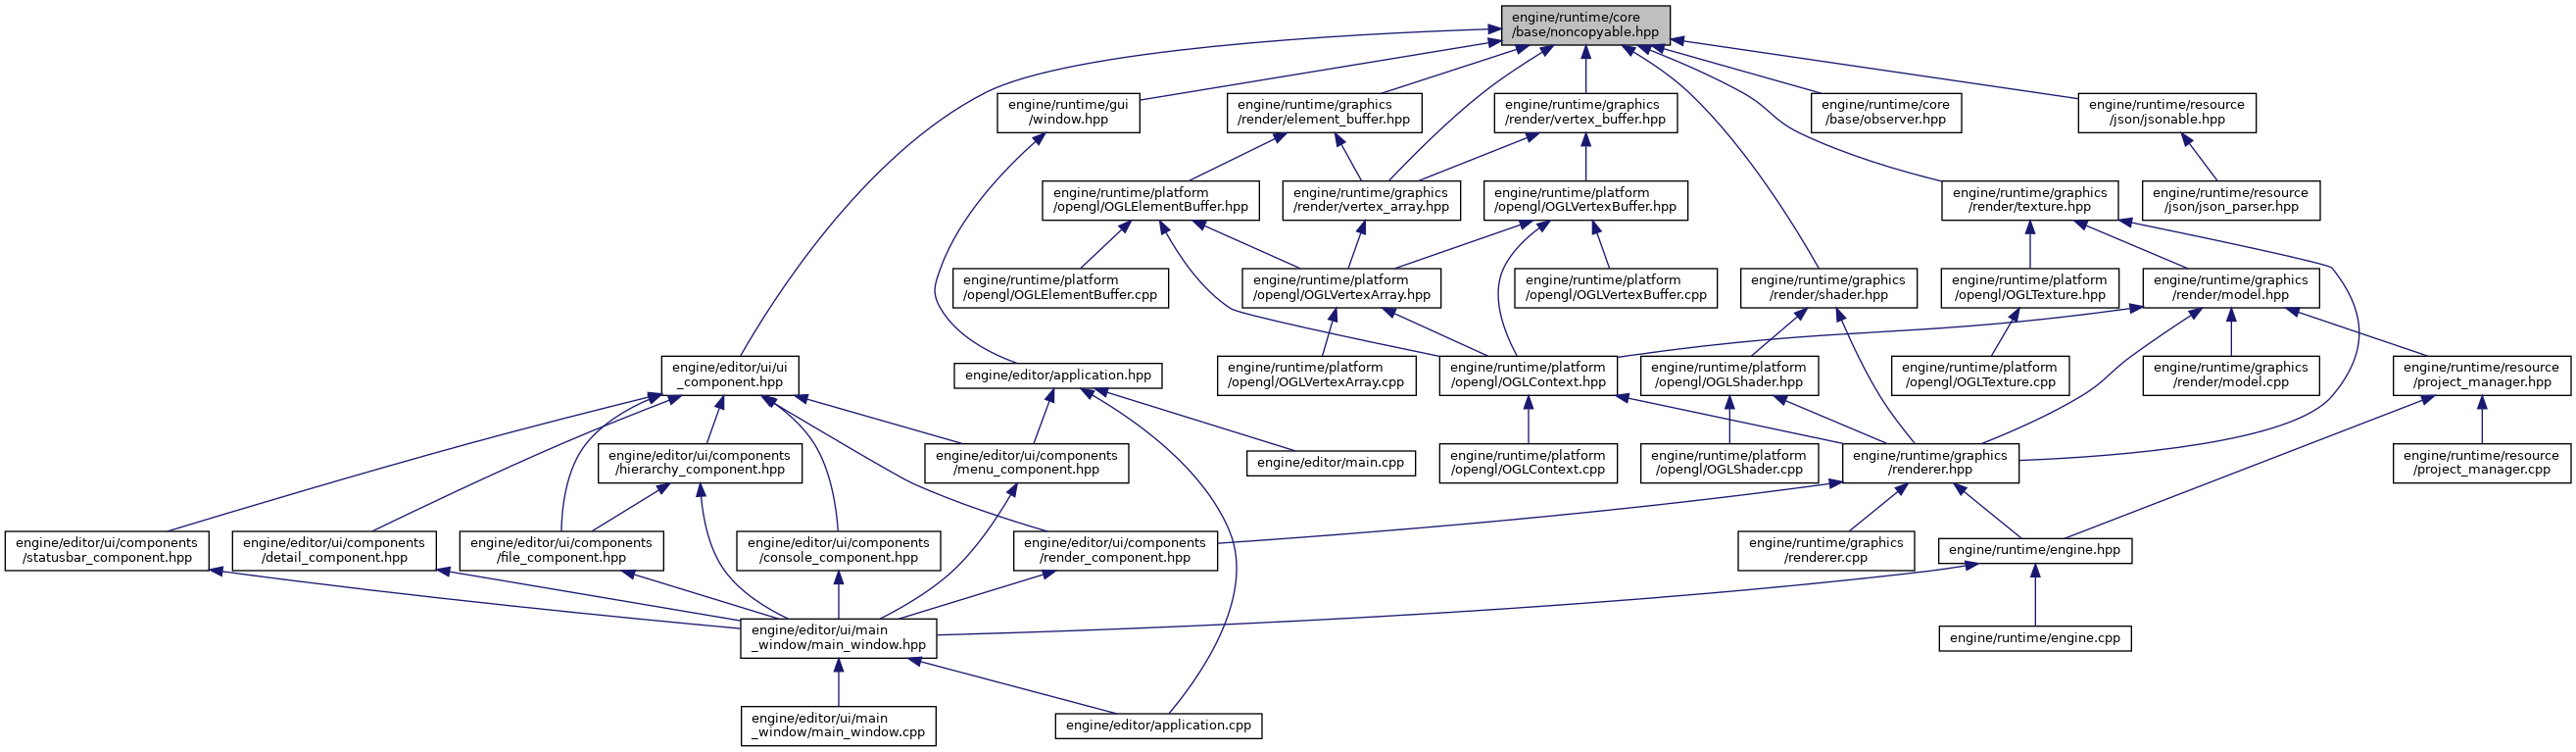 engine/runtime/core
/base/noncopyable.hpp
engine/runtime/gui
/window.hpp
engine/runtime/graphics
/render/element_buffer.hpp
engine/runtime/graphics
/render/vertex_buffer.hpp
engine/runtime/core
/base/observer.hpp
engine/runtime/resource
/json/jsonable.hpp
engine/runtime/platform
/opengl/OGLElementBuffer.hpp
engine/runtime/graphics
/render/vertex_array.hpp
engine/runtime/platform
/opengl/OGLVertexBuffer.hpp
engine/runtime/graphics
/render/texture.hpp
engine/runtime/resource
/json/json_parser.hpp
engine/runtime/platform
/opengl/OGLElementBuffer.cpp
engine/runtime/platform
/opengl/OGLVertexArray.hpp
engine/runtime/platform
/opengl/OGLVertexBuffer.cpp
engine/runtime/graphics
/render/shader.hpp
engine/runtime/platform
/opengl/OGLTexture.hpp
engine/runtime/graphics
/render/model.hpp
engine/editor/ui/ui
_component.hpp
engine/editor/application.hpp
engine/runtime/platform
/opengl/OGLVertexArray.cpp
engine/runtime/platform
/opengl/OGLContext.hpp
engine/runtime/platform
/opengl/OGLShader.hpp
engine/runtime/platform
/opengl/OGLTexture.cpp
engine/runtime/graphics
/render/model.cpp
engine/runtime/resource
/project_manager.hpp
engine/editor/ui/components
/hierarchy_component.hpp
engine/editor/ui/components
/menu_component.hpp
engine/editor/main.cpp
engine/runtime/platform
/opengl/OGLContext.cpp
engine/runtime/platform
/opengl/OGLShader.cpp
engine/runtime/graphics
/renderer.hpp
engine/runtime/resource
/project_manager.cpp
engine/editor/ui/components
/statusbar_component.hpp
engine/editor/ui/components
/detail_component.hpp
engine/editor/ui/components
/file_component.hpp
engine/editor/ui/components
/console_component.hpp
engine/editor/ui/components
/render_component.hpp
engine/runtime/graphics
/renderer.cpp
engine/runtime/engine.hpp
engine/editor/ui/main
_window/main_window.hpp
engine/runtime/engine.cpp
engine/editor/ui/main
_window/main_window.cpp
engine/editor/application.cpp